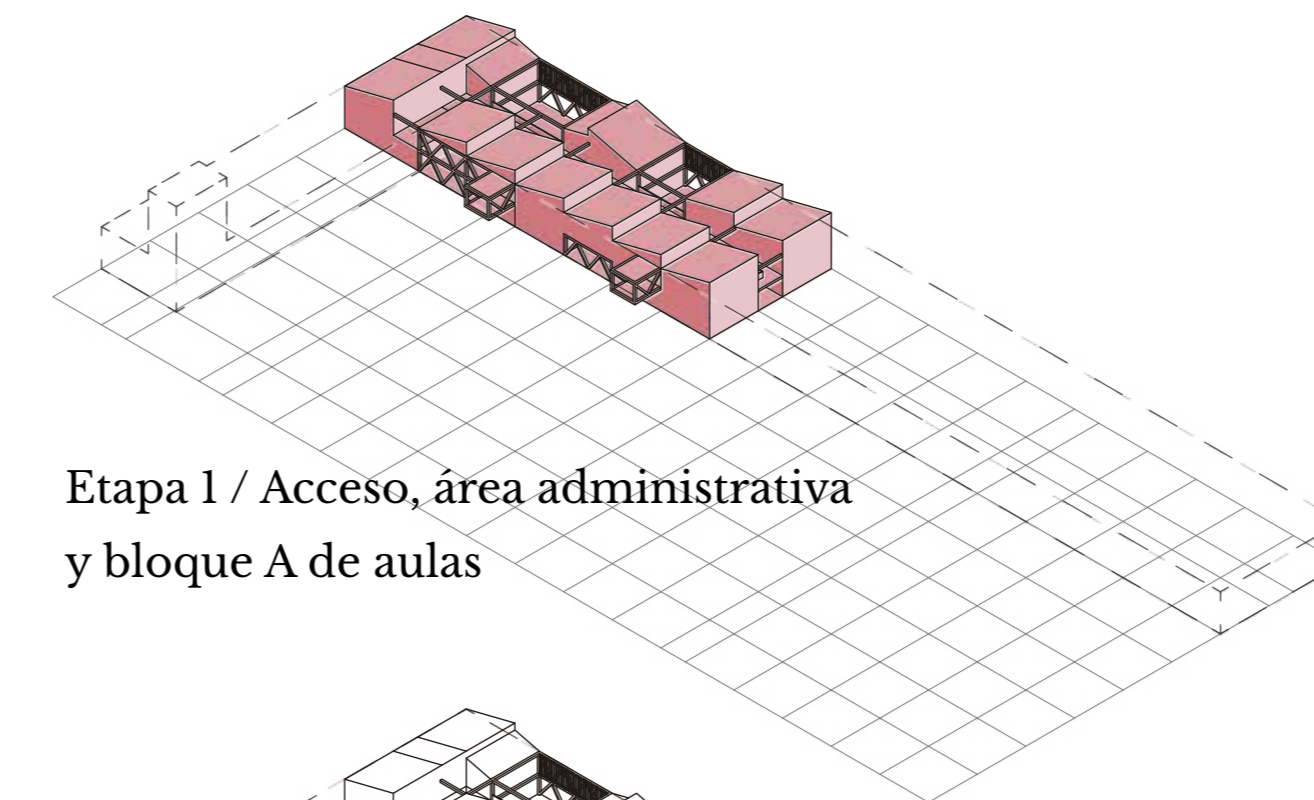 Etapa 1 / Acceso, área administrativa
y bloque A de aulas